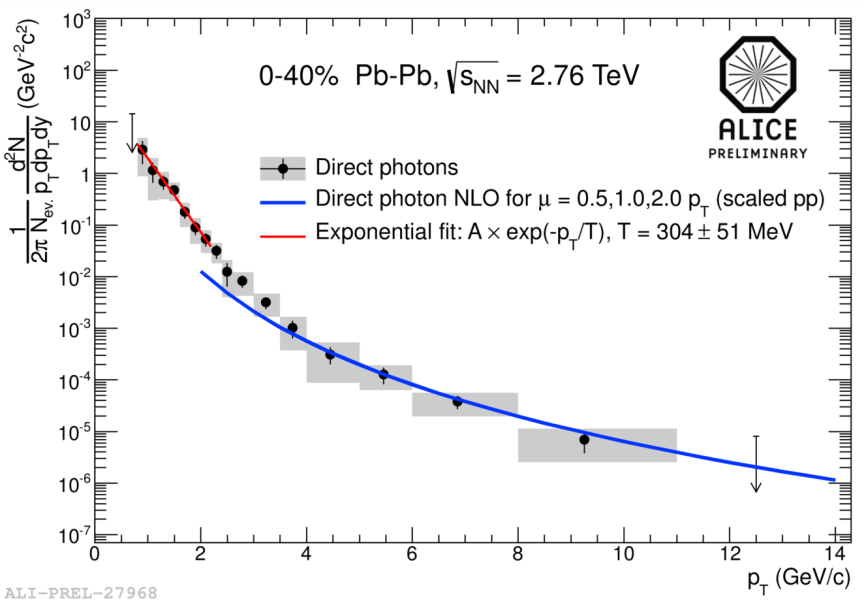 0-40% Pb-Pb, √s_NN = 2.76 TeV
ALICE
PRELIMINARY
Direct photons
Direct photon NLO for μ = 0.5,1.0,2.0 p_T (scaled pp)
Exponential fit: A × exp(-p_T/T), T = 304 ± 51 MeV
1/(2π N_ev.) d²N/(p_T dp_T dy) (GeV⁻²c²)
10³
10²
10
1
10⁻¹
10⁻²
10⁻³
10⁻⁴
10⁻⁵
10⁻⁶
10⁻⁷
0 2 4 6 8 10 12 14
p_T (GeV/c)
ALI-PREL-27968